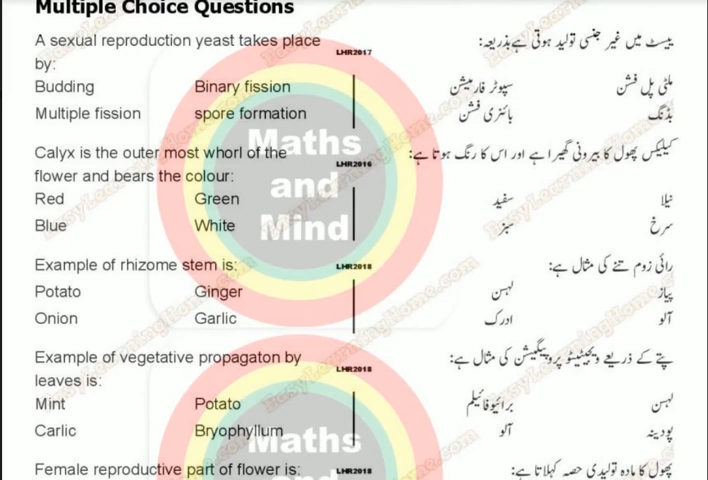 Multiple Choice Questions
A sexual reproduction yeast takes place
by:
LHR2017
ییسٹ میں غیر جنسی تولید ہوتی ہے بذریعہ:
Budding Binary fission
سپوٹر فارمیشن ملٹی پل فشن
Multiple fission spore formation
بائنری فشن بڈنگ
Calyx is the outer most whorl of the
flower and bears the colour:
LHR2016
کیلیکس پھول کا بیرونی گھیرا ہے اور اس کا رنگ ہوتا ہے:
Red Green
سفید نیلا
Blue White
سبز سرخ
Example of rhizome stem is:
LHR2018
رائی زوم تنے کی مثال ہے:
Potato Ginger
لہسن پیاز
Onion Garlic
ادرک آلو
Example of vegetative propagaton by
leaves is:
LHR2018
پتے کے ذریعے ویجیٹیٹو پروپیگیشن کی مثال ہے:
Mint Potato
برائیوفائیلم لہسن
Carlic Bryophyllum
آلو پودینہ
Female reproductive part of flower is:
LHR2018
پھول کا مادہ تولیدی حصہ کہلاتا ہے:
Maths
and
Mind
Maths
and
EasyLearningHome.com